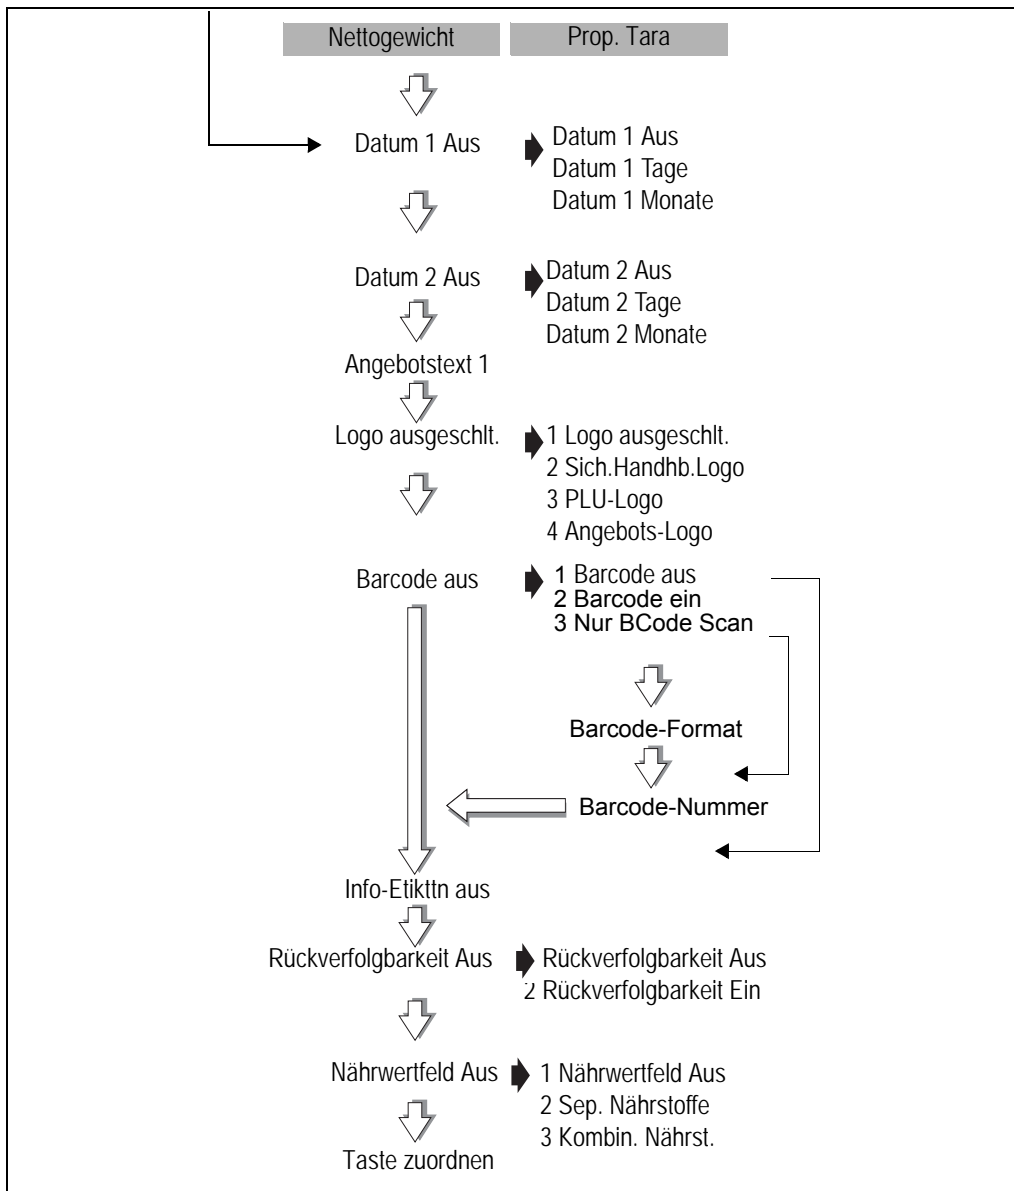 Nettogewicht Prop. Tara
Datum 1 Aus Datum 1 Aus
Datum 1 Tage
Datum 1 Monate
Datum 2 Aus Datum 2 Aus
Datum 2 Tage
Datum 2 Monate
Angebotstext 1
Logo ausgeschlt. 1 Logo ausgeschlt.
2 Sich.Handhb.Logo
3 PLU-Logo
4 Angebots-Logo
Barcode aus 1 Barcode aus
2 Barcode ein
3 Nur BCode Scan
Barcode-Format
Barcode-Nummer
Info-Etikttn aus
Rückverfolgbarkeit Aus Rückverfolgbarkeit Aus
2 Rückverfolgbarkeit Ein
Nährwertfeld Aus 1 Nährwertfeld Aus
2 Sep. Nährstoffe
3 Kombin. Nährst.
Taste zuordnen